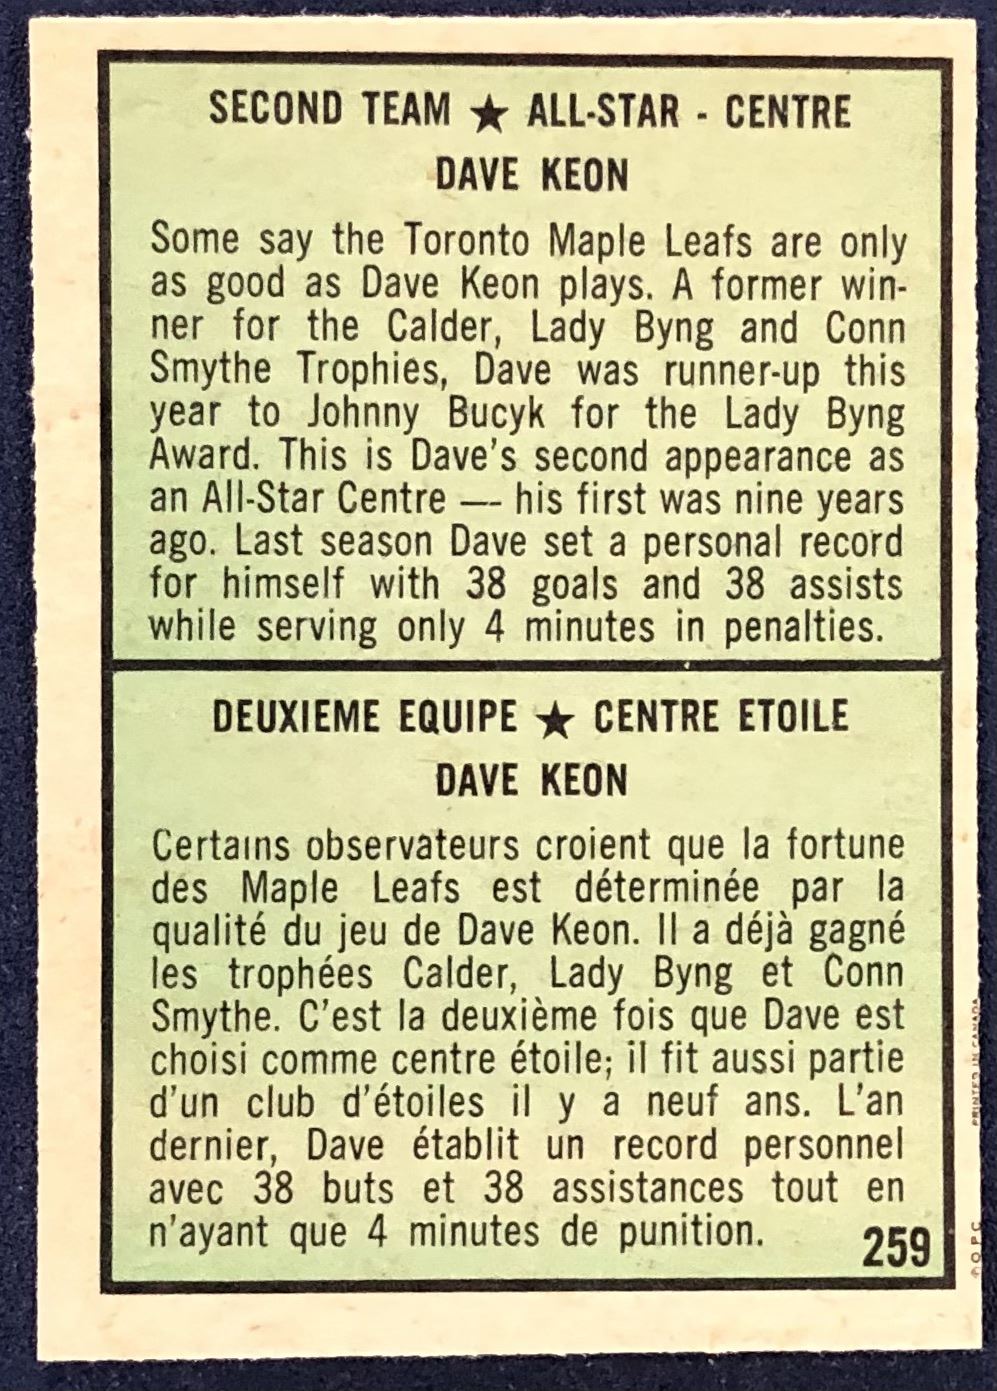 SECOND TEAM ★ ALL-STAR - CENTRE
DAVE KEON
Some say the Toronto Maple Leafs are only
as good as Dave Keon plays. A former win-
ner for the Calder, Lady Byng and Conn
Smythe Trophies, Dave was runner-up this
year to Johnny Bucyk for the Lady Byng
Award. This is Dave's second appearance as
an All-Star Centre — his first was nine years
ago. Last season Dave set a personal record
for himself with 38 goals and 38 assists
while serving only 4 minutes in penalties.
DEUXIEME EQUIPE ★ CENTRE ETOILE
DAVE KEON
Certains observateurs croient que la fortune
des Maple Leafs est déterminée par la
qualité du jeu de Dave Keon. Il a déjà gagné
les trophées Calder, Lady Byng et Conn
Smythe. C'est la deuxième fois que Dave est
choisi comme centre étoile; il fit aussi partie
d'un club d'étoiles il y a neuf ans. L'an
dernier, Dave établit un record personnel
avec 38 buts et 38 assistances tout en
n'ayant que 4 minutes de punition.
259
© O.P.C. PRINTED IN CANADA